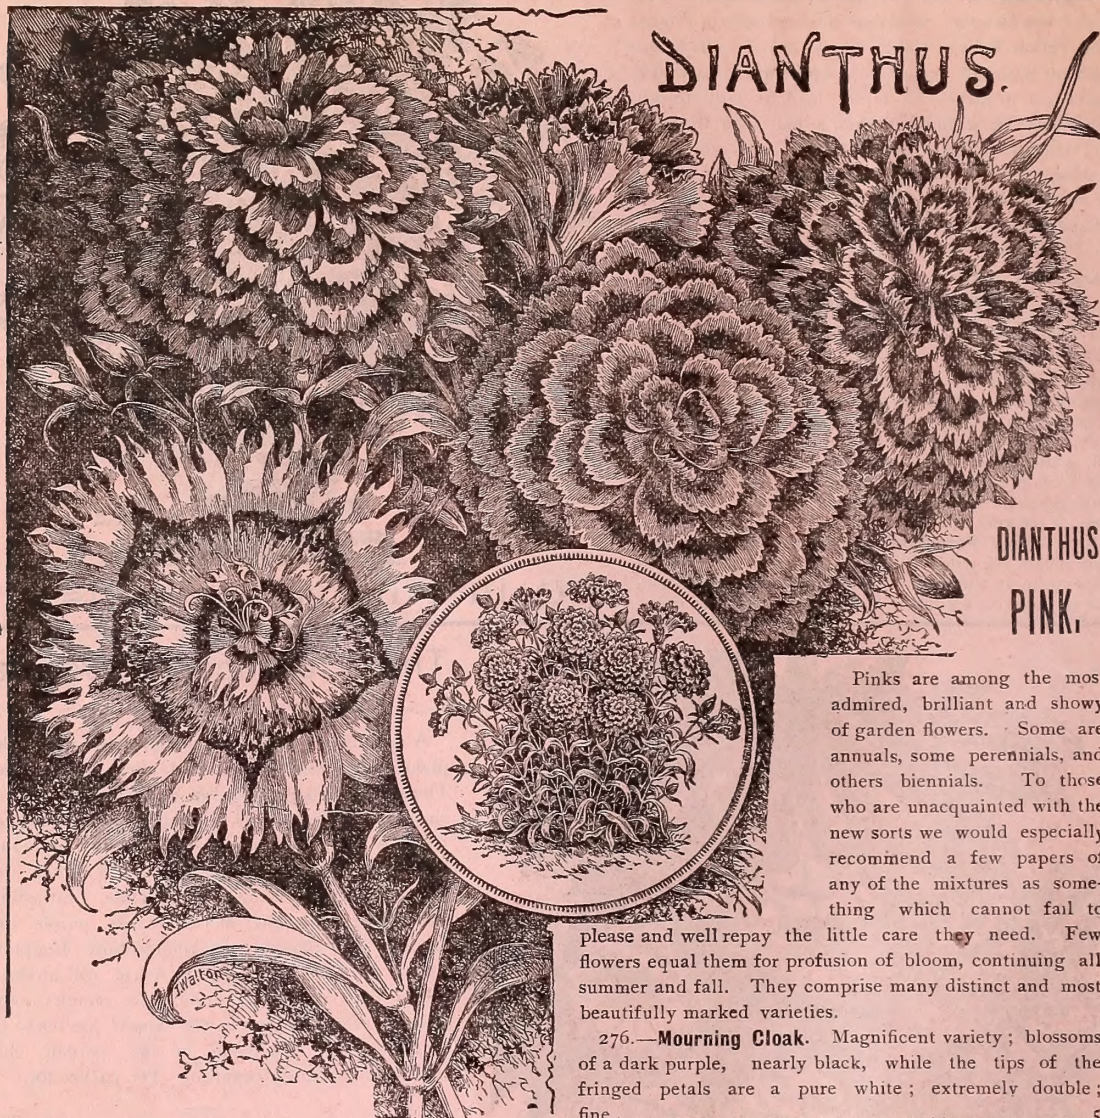 DIANTHUS.
DIANTHUS
PINK.
Pinks are among the mos
admired, brilliant and showy
of garden flowers. Some are
annuals, some perennials, and
others biennials. To those
who are unacquainted with the
new sorts we would especially
recommend a few papers of
any of the mixtures as some-
thing which cannot fail to
please and well repay the little care they need. Few
flowers equal them for profusion of bloom, continuing all
summer and fall. They comprise many distinct and most
beautifully marked varieties.
276.—Mourning Cloak. Magnificent variety; blossoms
of a dark purple, nearly black, while the tips of the
fringed petals are a pure white; extremely double;
fine
JWalton